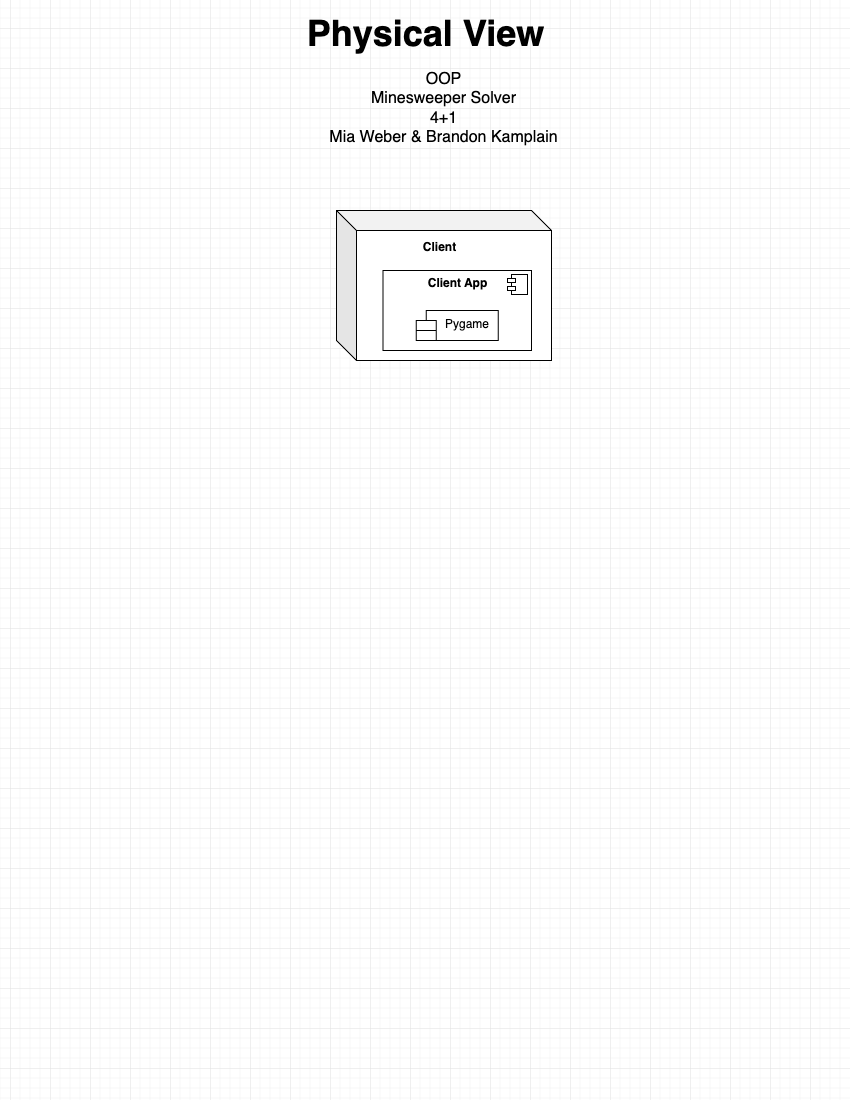 Physical View
OOP
Minesweeper Solver
4+1
Mia Weber & Brandon Kamplain
Client
Client App
Pygame